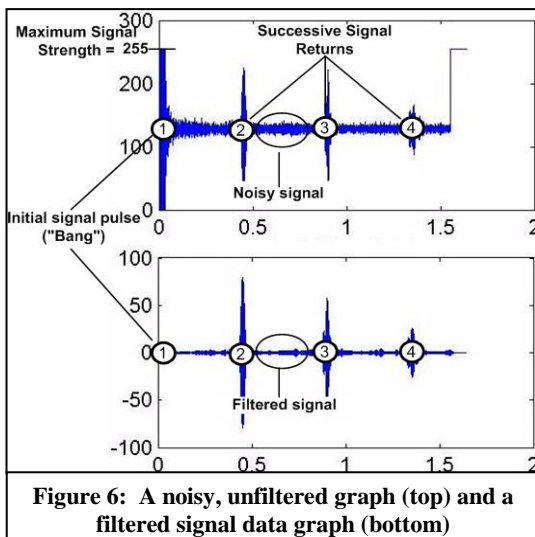 Maximum Signal
Strength = 255
Successive Signal
Returns
300
200
100
0
1
2
3
4
Noisy signal
0
0.5
1
1.5
2
Initial signal pulse
("Bang")
100
50
0
-50
-100
1
2
3
4
Filtered signal
0
0.5
1
1.5
2
Figure 6: A noisy, unfiltered graph (top) and a
filtered signal data graph (bottom)